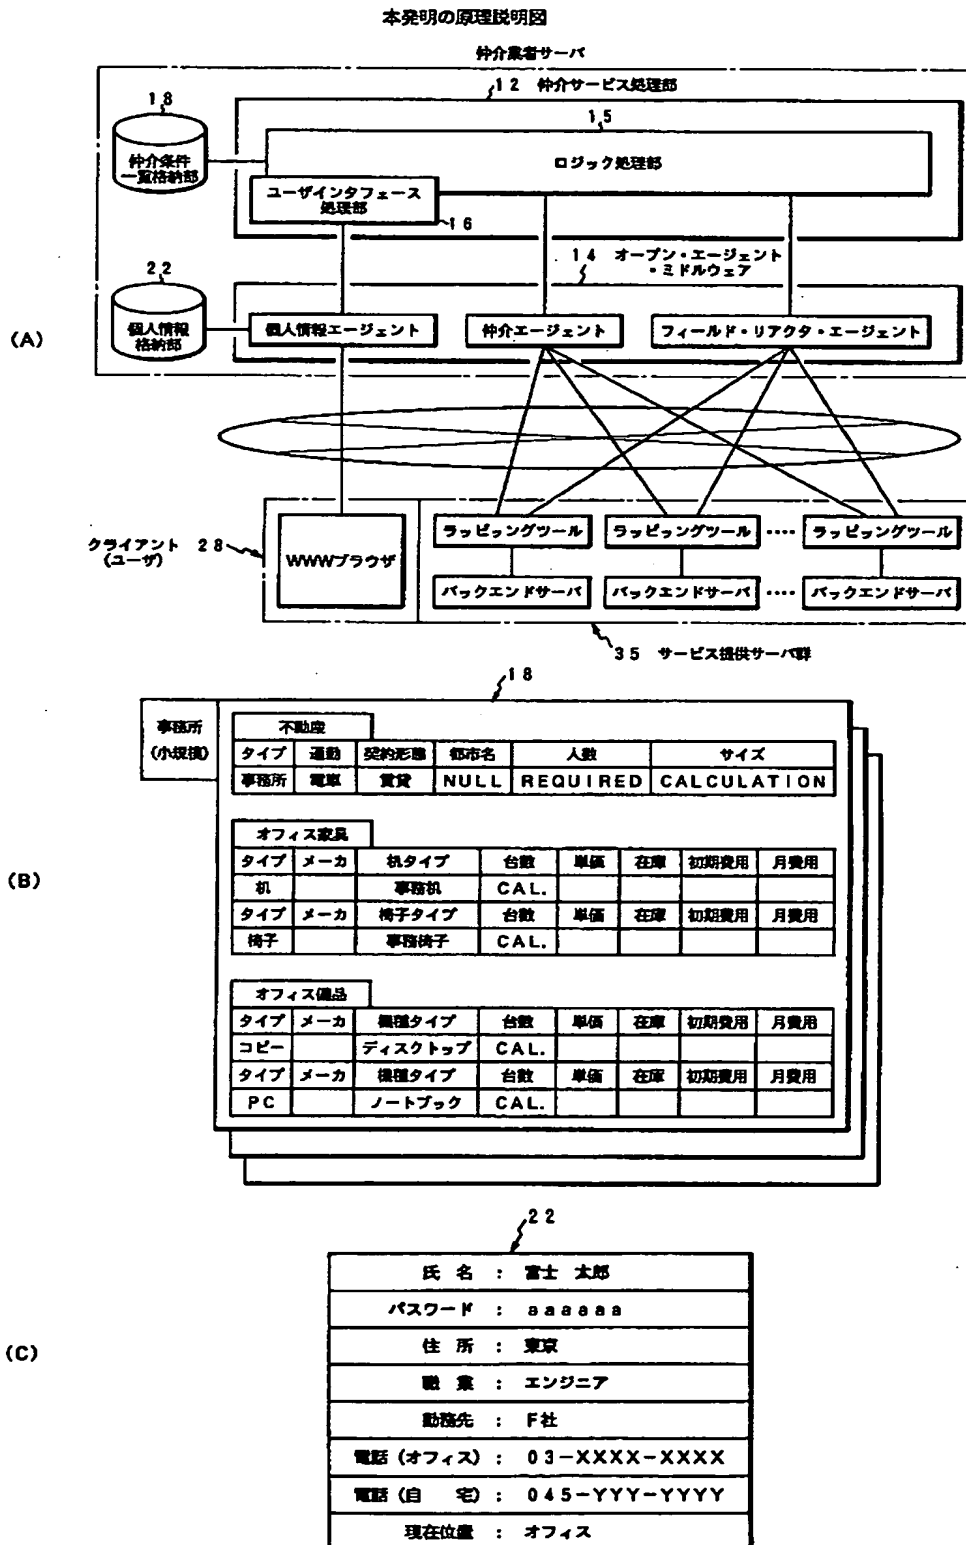 本発明の原理説明図
仲介業者サーバ
12 仲介サービス処理部
18
15
仲介条件
一覧格納部
ロジック処理部
ユーザインタフェース
処理部
16
14 オープン・エージェント
・ミドルウェア
22
(A)
個人情報
格納部
個人情報エージェント
仲介エージェント
フィールド・リアクタ・エージェント
クライアント 28
(ユーザ)
WWWブラウザ
ラッピングツール ラッピングツール ‥‥ ラッピングツール
バックエンドサーバ バックエンドサーバ ‥‥ バックエンドサーバ
35 サービス提供サーバ群
18
(B)
事務所
(小規模)
不動産
タイプ 運動 契約形態 都市名 人数 サイズ
事務所 電車 賃貸 NULL REQUIRED CALCULATION
オフィス家具
タイプ メーカ 机タイプ 台数 単価 在庫 初期費用 月費用
机 事務机 CAL.
タイプ メーカ 椅子タイプ 台数 単価 在庫 初期費用 月費用
椅子 事務椅子 CAL.
オフィス備品
タイプ メーカ 機種タイプ 台数 単価 在庫 初期費用 月費用
コピー ディスクトップ CAL.
タイプ メーカ 機種タイプ 台数 単価 在庫 初期費用 月費用
PC ノートブック CAL.
22
(C)
氏 名 : 富士 太郎
パスワード : aaaaaa
住 所 : 東京
職 業 : エンジニア
勤務先 : F社
電話(オフィス): 03-XXXX-XXXX
電話(自 宅): 045-YYY-YYYY
現在位置 : オフィス